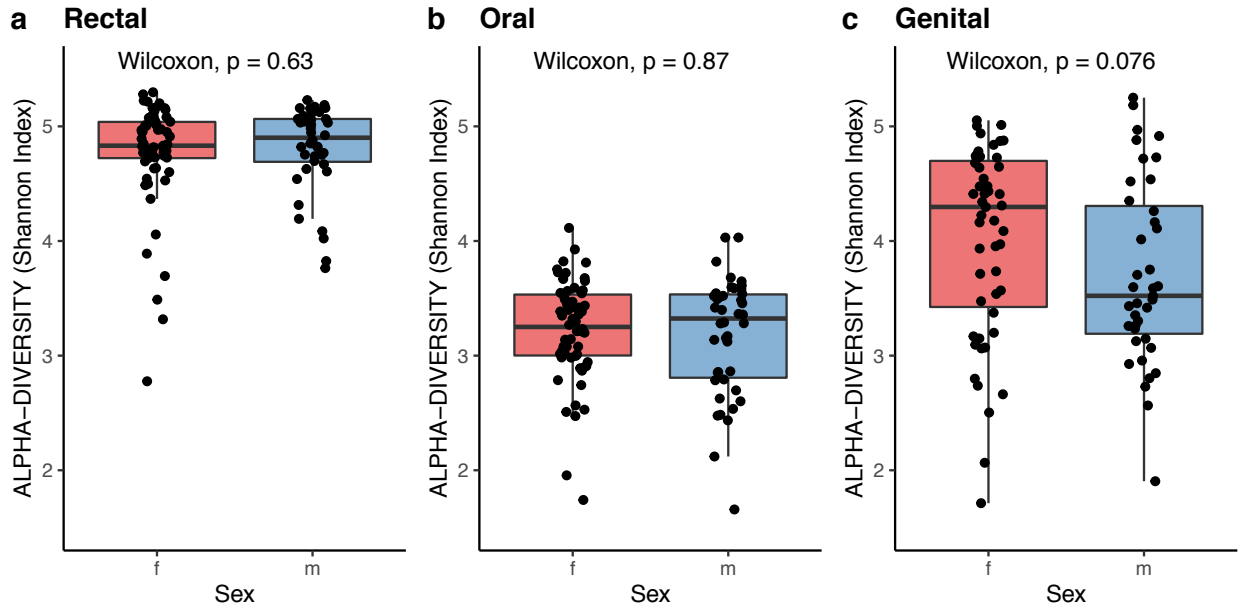 a Rectal
Wilcoxon, p = 0.63
ALPHA−DIVERSITY (Shannon Index)
5
4
3
2
f m
Sex
b Oral
Wilcoxon, p = 0.87
ALPHA−DIVERSITY (Shannon Index)
5
4
3
2
f m
Sex
c Genital
Wilcoxon, p = 0.076
ALPHA−DIVERSITY (Shannon Index)
5
4
3
2
f m
Sex